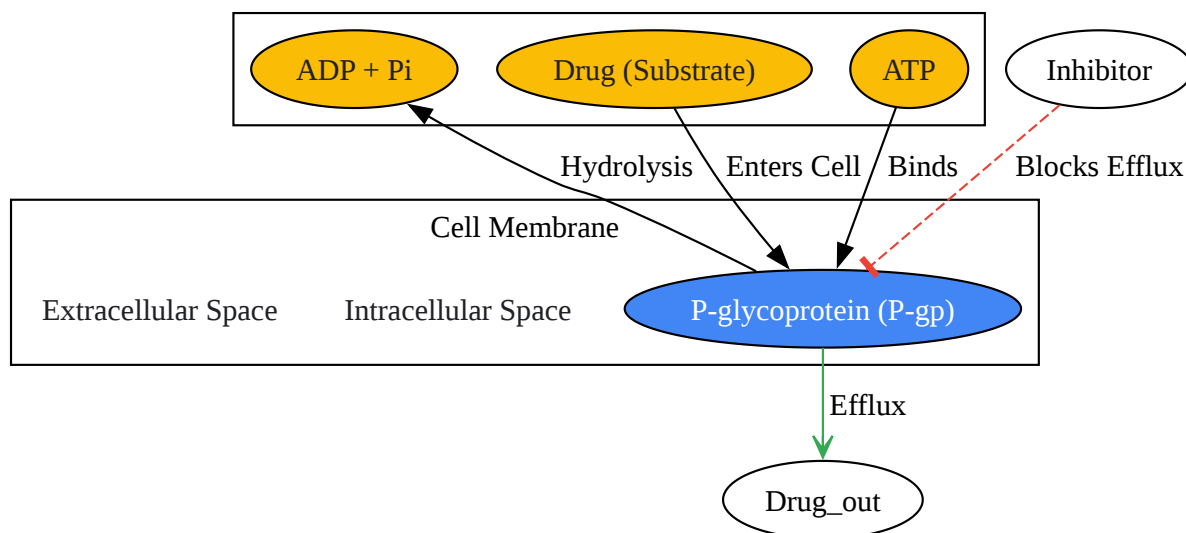 ADP + Pi
Drug (Substrate)
ATP
Inhibitor
Hydrolysis
Enters Cell
Binds
Blocks Efflux
Cell Membrane
Extracellular Space
Intracellular Space
P-glycoprotein (P-gp)
Efflux
Drug_out